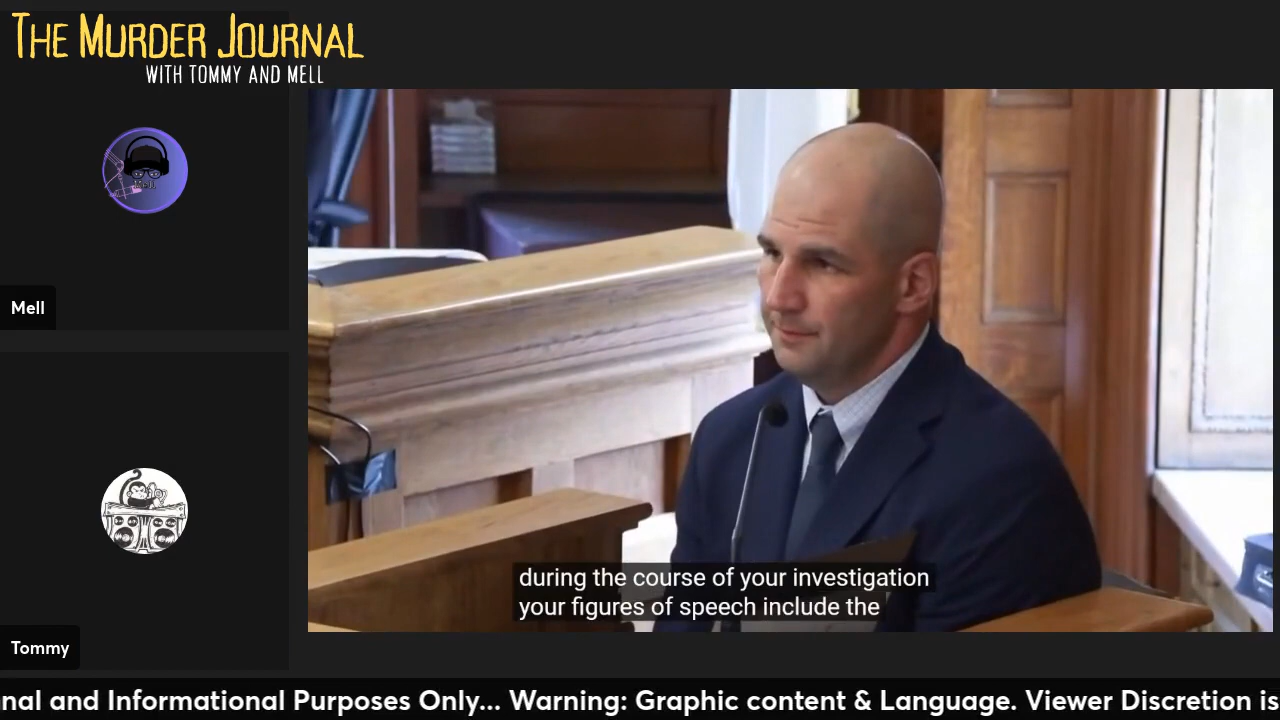 THE MURDER JOURNAL
WITH TOMMY AND MELL
Mell
Mell
Tommy
during the course of your investigation
your figures of speech include the
nal and Informational Purposes Only... Warning: Graphic content & Language. Viewer Discretion is